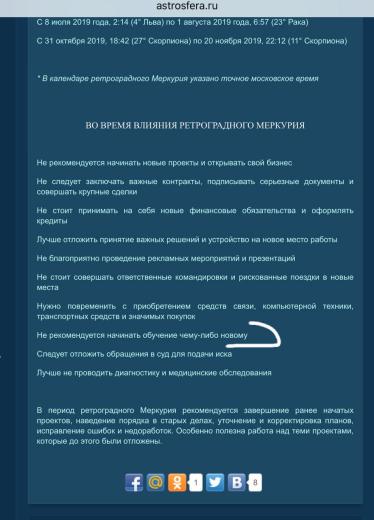 astrosfera.ru
С 8 июля 2019 года, 2:14 (4° Льва) по 1 августа 2019 года, 6:57 (23° Рака)
С 31 октября 2019, 18:42 (27° Скорпиона) по 20 ноября 2019, 22:12 (11° Скорпиона)
* В календаре ретроградного Меркурия указано точное московское время
ВО ВРЕМЯ ВЛИЯНИЯ РЕТРОГРАДНОГО МЕРКУРИЯ
Не рекомендуется начинать новые проекты и открывать свой бизнес
Не следует заключать важные контракты, подписывать серьезные документы и
совершать крупные сделки
Не стоит принимать на себя новые финансовые обязательства и оформлять
кредиты
Лучше отложить принятие важных решений и устройство на новое место работы
Не благоприятно проведение рекламных мероприятий и презентаций
Не стоит совершать ответственные командировки и рискованные поездки в новые
места
Нужно повременить с приобретением средств связи, компьютерной техники,
транспортных средств и значимых покупок
Не рекомендуется начинать обучение чему-либо новому
Следует отложить обращения в суд для подачи иска
Лучше не проводить диагностику и медицинские обследования
В период ретроградного Меркурия рекомендуется завершение ранее начатых
проектов, наведение порядка в старых делах, уточнение и корректировка планов,
исправление ошибок и недоработок. Особенно полезна работа над теми проектами,
которые до этого были отложены.
1
8